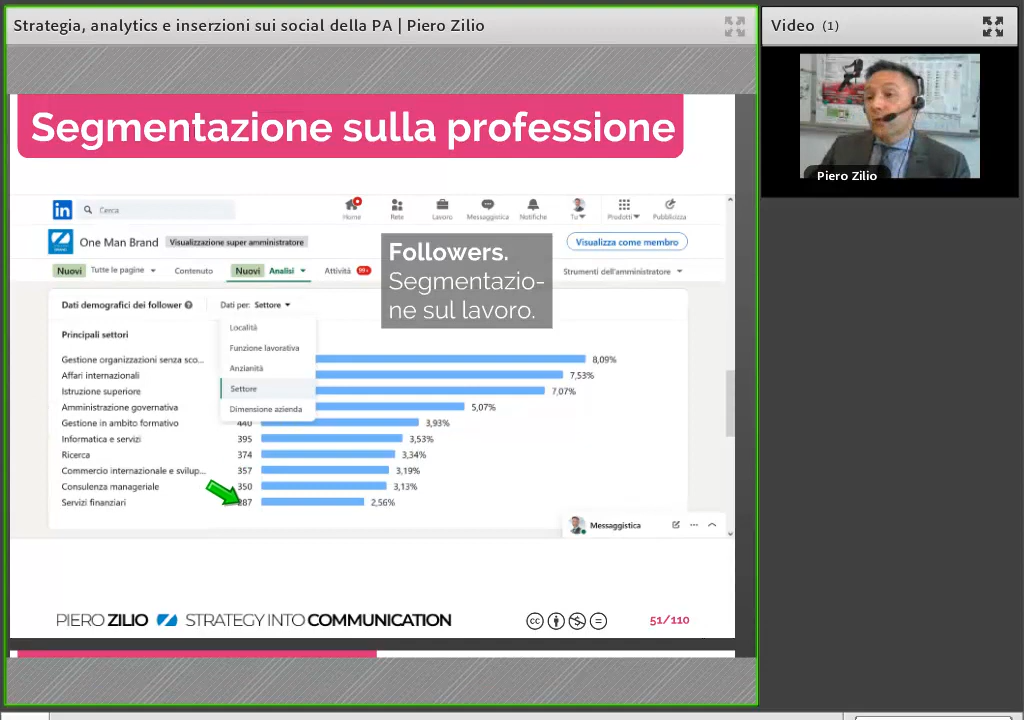 Strategia, analytics e inserzioni sui social della PA | Piero Zilio
Video (1)
Piero Zilio
Segmentazione sulla professione
in
Cerca
Home
Rete
Lavoro
Messaggistica
Notifiche
Tu
Prodotti
Pubblicizza
One Man Brand
Visualizzazione super amministratore
Visualizza come membro
Nuovi Tutte le pagine
Contenuto
Nuovi Analisi
Attività 99+
Strumenti dell'amministratore
Followers.
Segmentazio-
ne sul lavoro.
Dati demografici dei follower
Dati per: Settore
Località
Funzione lavorativa
Anzianità
Settore
Dimensione azienda
Principali settori
Gestione organizzazioni senza sco... 8,09%
Affari internazionali 7,53%
Istruzione superiore 7,07%
Amministrazione governativa 5,07%
Gestione in ambito formativo 440 3,93%
Informatica e servizi 395 3,53%
Ricerca 374 3,34%
Commercio internazionale e svilup... 357 3,19%
Consulenza manageriale 350 3,13%
Servizi finanziari 287 2,56%
Messaggistica
PIERO ZILIO STRATEGY INTO COMMUNICATION
cc
51/110